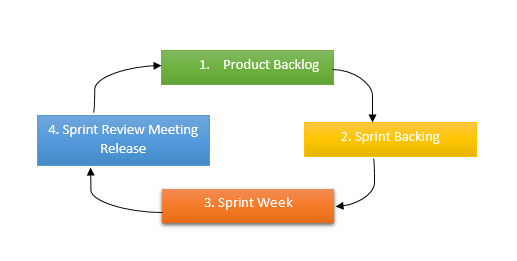 1. Product Backlog
2. Sprint Backing
3. Sprint Week
4. Sprint Review Meeting
Release